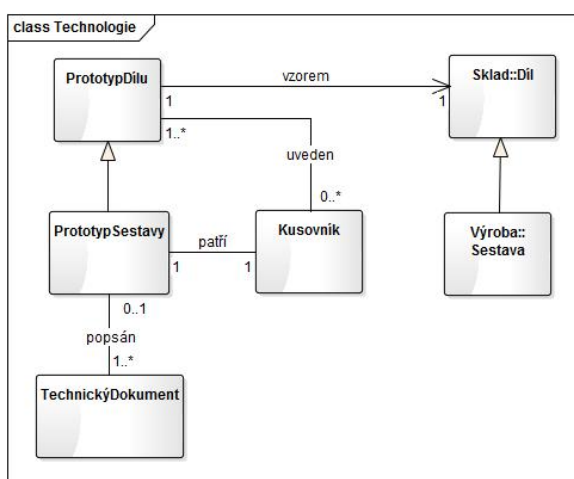 class Technologie
PrototypDílu
vzorem
Sklad::Díl
1
1
1..*
uveden
0..*
PrototypSestavy
patří
Kusovník
Výroba::
Sestava
1
1
0..1
popsán
1..*
TechnickýDokument